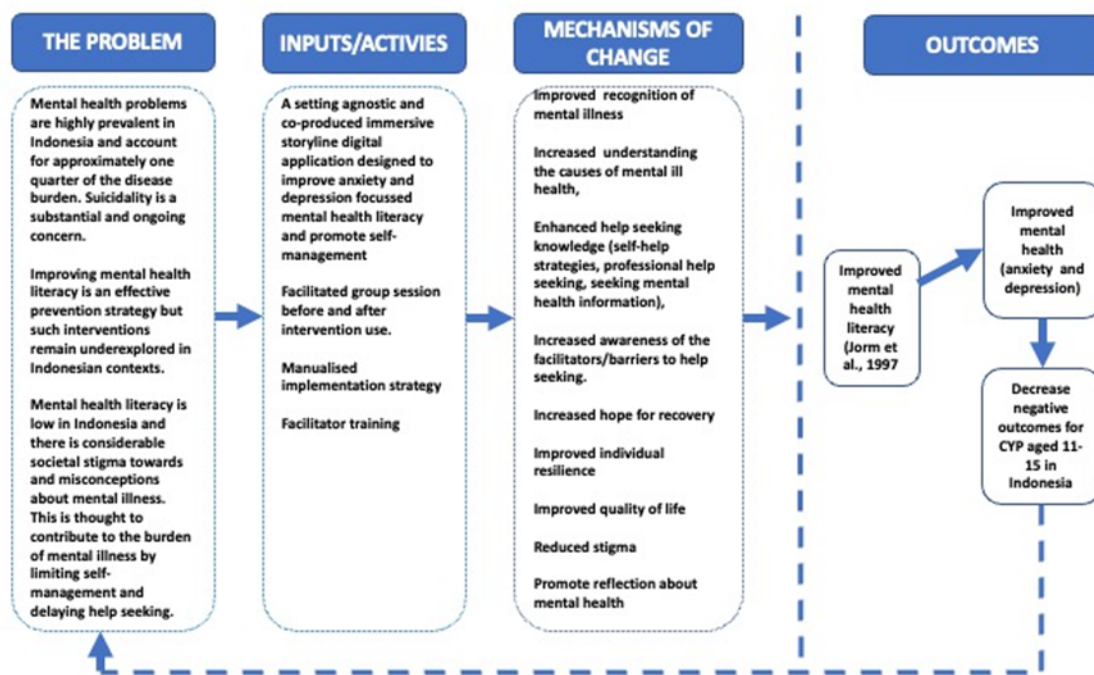 THE PROBLEM
Mental health problems
are highly prevalent in
Indonesia and account
for approximately one
quarter of the disease
burden. Suicidality is a
substantial and ongoing
concern.
Improving mental health
literacy is an effective
prevention strategy but
such interventions
remain underexplored in
Indonesian contexts.
Mental health literacy is
low in Indonesia and
there is considerable
societal stigma towards
and misconceptions
about mental illness.
This is thought to
contribute to the burden
of mental illness by
limiting self-
management and
delaying help seeking.
INPUTS/ACTIVIES
A setting agnostic and
co-produced immersive
storyline digital
application designed to
improve anxiety and
depression focussed
mental health literacy
and promote self-
management
Facilitated group session
before and after
intervention use.
Manualised
implementation strategy
Facilitator training
MECHANISMS OF
CHANGE
Improved recognition of
mental illness
Increased understanding
the causes of mental ill
health,
Enhanced help seeking
knowledge (self-help
strategies, professional help
seeking, seeking mental
health information),
Increased awareness of the
facilitators/barriers to help
seeking.
Increased hope for recovery
Improved individual
resilience
Improved quality of life
Reduced stigma
Promote reflection about
mental health
OUTCOMES
Improved
mental
health
literacy
(Jorm et
al., 1997
Improved
mental
health
(anxiety and
depression)
Decrease
negative
outcomes for
CYP aged 11-
15 in
Indonesia